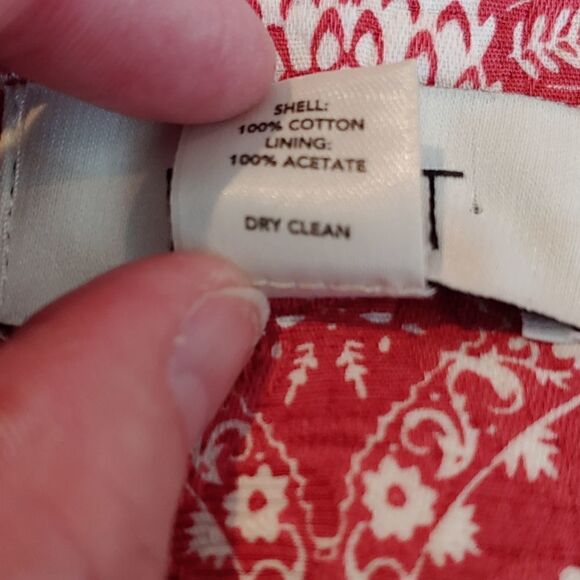 SHELL:
100% COTTON
LINING:
100% ACETATE
DRY CLEAN
T